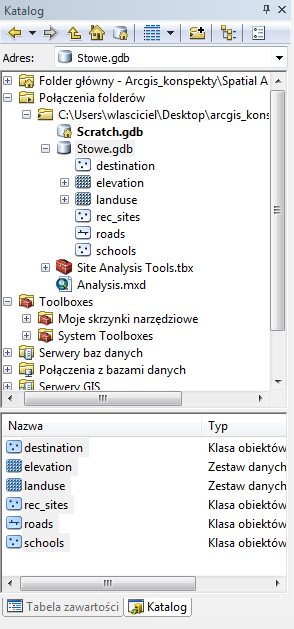 Katalog
Adres: Stowe.gdb
Folder główny - Arcgis_konspekty\Spatial A
Połączenia folderów
C:\Users\wlasciciel\Desktop\arcgis_kons
Scratch.gdb
Stowe.gdb
destination
elevation
landuse
rec_sites
roads
schools
Site Analysis Tools.tbx
Analysis.mxd
Toolboxes
Moje skrzynki narzędziowe
System Toolboxes
Serwery baz danych
Połączenia z bazami danych
Serwery GIS
Nazwa Typ
destination Klasa obiektów
elevation Zestaw danych
landuse Zestaw danych
rec_sites Klasa obiektów
roads Klasa obiektów
schools Klasa obiektów
Tabela zawartości Katalog